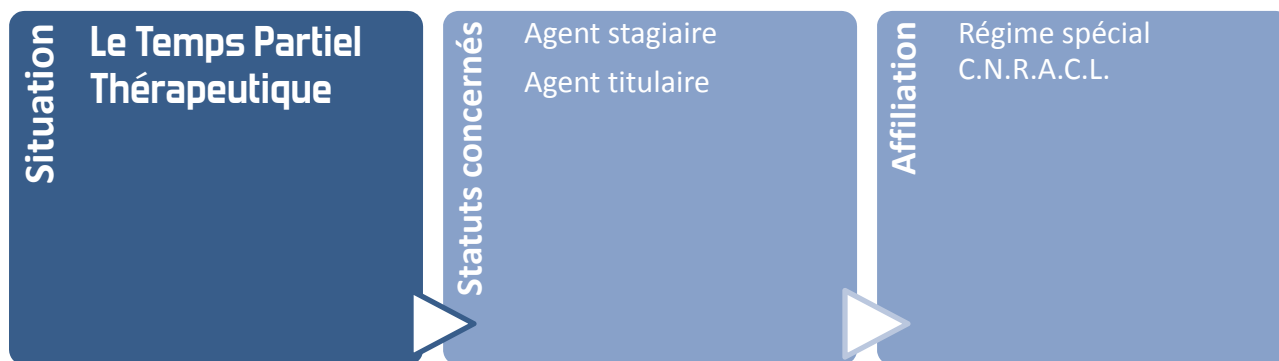 Situation
Le Temps Partiel
Thérapeutique
Statuts concernés
Agent stagiaire
Agent titulaire
Affiliation
Régime spécial
C.N.R.A.C.L.